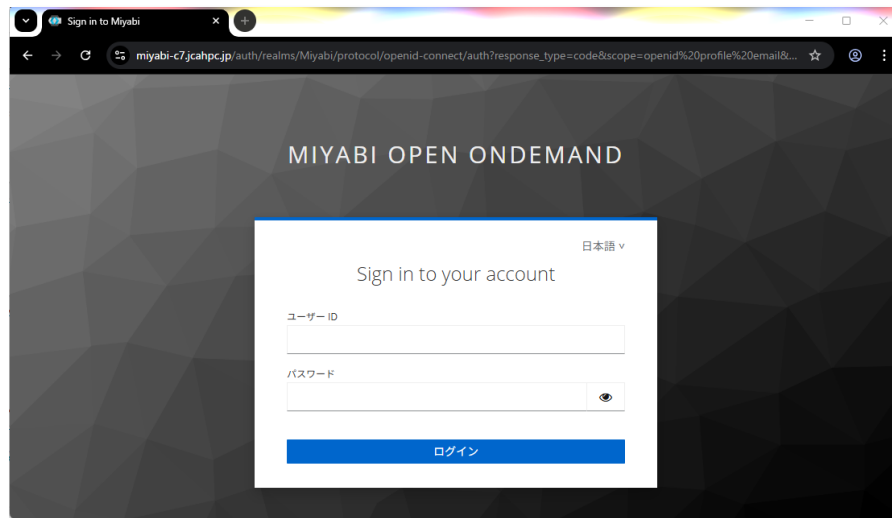 Sign in to Miyabi
miyabi-c7.jcahpc.jp/auth/realms/Miyabi/protocol/openid-connect/auth?response_type=code&scope=openid%20profile%20email&...
MIYABI OPEN ONDEMAND
日本語
Sign in to your account
ユーザー ID
パスワード
ログイン